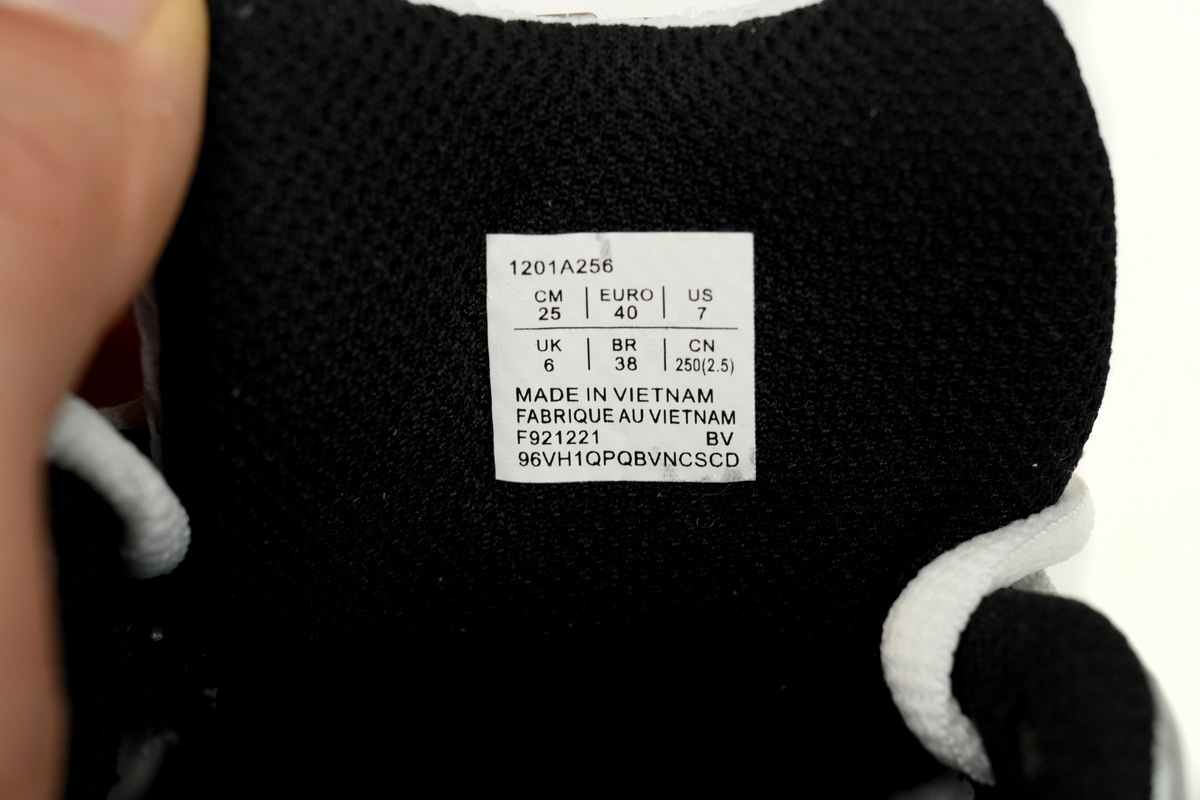 1201A256
CM | EURO | US
25 | 40 | 7
UK | BR | CN
6 | 38 | 250(2.5)
MADE IN VIETNAM
FABRIQUE AU VIETNAM
F921221 BV
96VH1QPQBVNCSCD